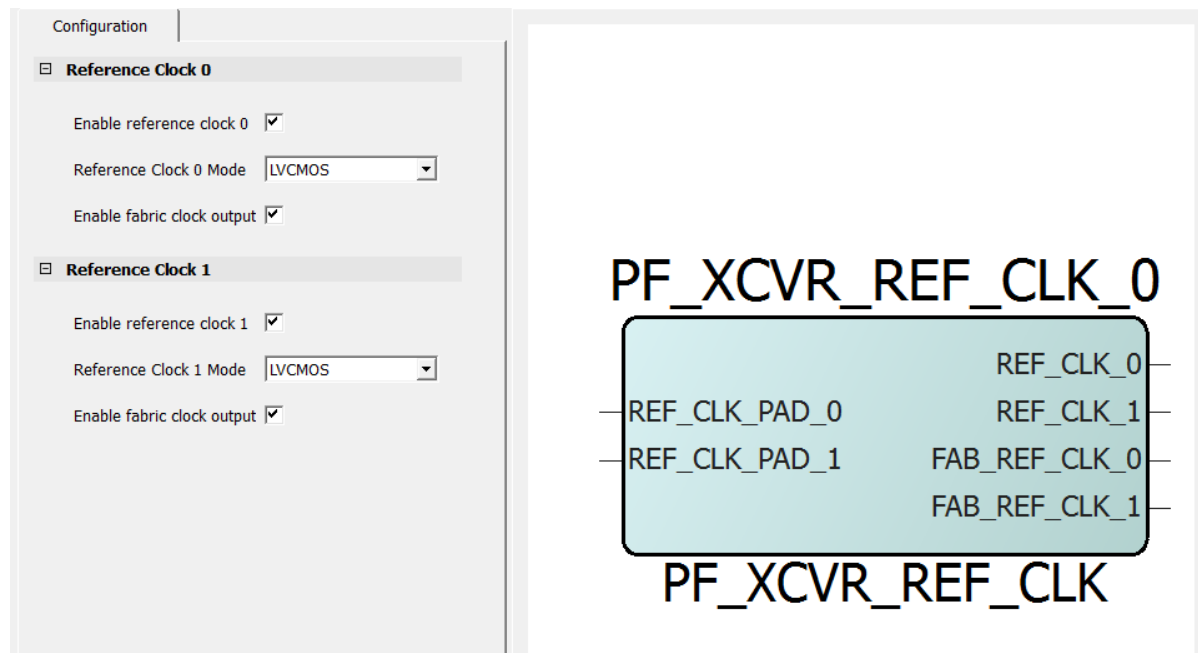 Configuration
Reference Clock 0
Enable reference clock 0
Reference Clock 0 Mode LVCMOS
Enable fabric clock output
Reference Clock 1
Enable reference clock 1
Reference Clock 1 Mode LVCMOS
Enable fabric clock output
PF_XCVR_REF_CLK_0
REF_CLK_0
REF_CLK_PAD_0 REF_CLK_1
REF_CLK_PAD_1 FAB_REF_CLK_0
FAB_REF_CLK_1
PF_XCVR_REF_CLK